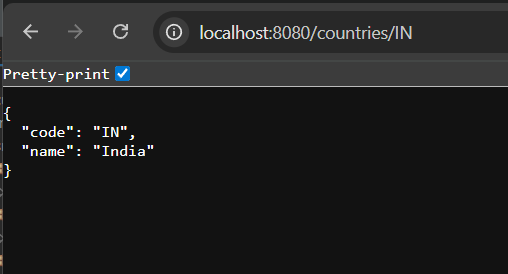 localhost:8080/countries/IN
Pretty-print
{
"code": "IN",
"name": "India"
}